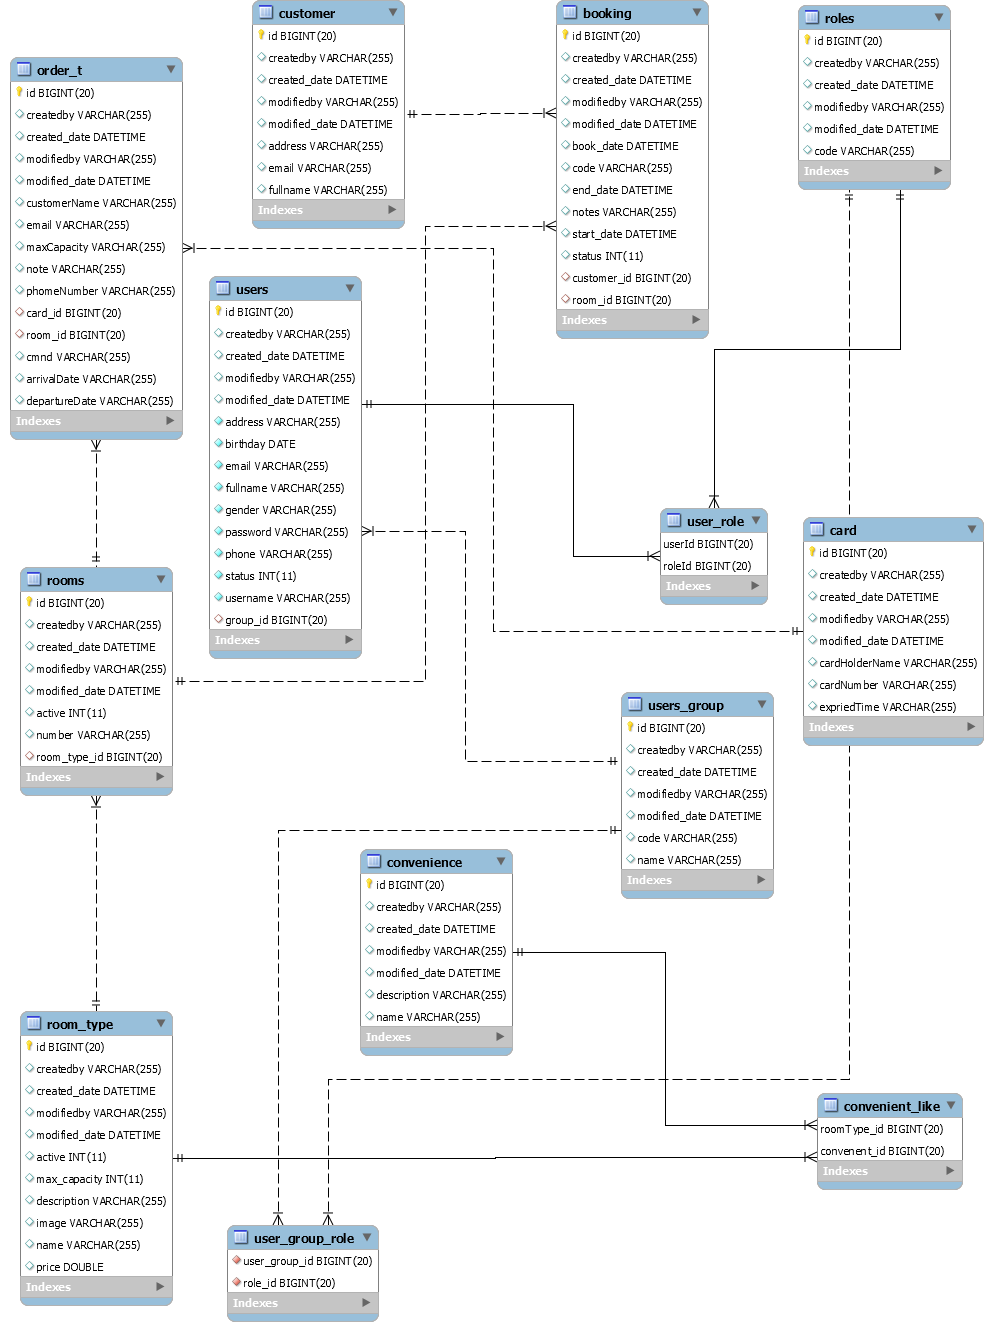 customer
id BIGINT(20)
createdby VARCHAR(255)
created_date DATETIME
modifiedby VARCHAR(255)
modified_date DATETIME
address VARCHAR(255)
email VARCHAR(255)
fullname VARCHAR(255)
Indexes
booking
id BIGINT(20)
createdby VARCHAR(255)
created_date DATETIME
modifiedby VARCHAR(255)
modified_date DATETIME
book_date DATETIME
code VARCHAR(255)
end_date DATETIME
notes VARCHAR(255)
start_date DATETIME
status INT(11)
customer_id BIGINT(20)
room_id BIGINT(20)
Indexes
roles
id BIGINT(20)
createdby VARCHAR(255)
created_date DATETIME
modifiedby VARCHAR(255)
modified_date DATETIME
code VARCHAR(255)
Indexes
order_t
id BIGINT(20)
createdby VARCHAR(255)
created_date DATETIME
modifiedby VARCHAR(255)
modified_date DATETIME
customerName VARCHAR(255)
email VARCHAR(255)
maxCapacity VARCHAR(255)
note VARCHAR(255)
phomeNumber VARCHAR(255)
card_id BIGINT(20)
room_id BIGINT(20)
cmnd VARCHAR(255)
arrivalDate VARCHAR(255)
departureDate VARCHAR(255)
Indexes
users
id BIGINT(20)
createdby VARCHAR(255)
created_date DATETIME
modifiedby VARCHAR(255)
modified_date DATETIME
address VARCHAR(255)
birthday DATE
email VARCHAR(255)
fullname VARCHAR(255)
gender VARCHAR(255)
password VARCHAR(255)
phone VARCHAR(255)
status INT(11)
username VARCHAR(255)
group_id BIGINT(20)
Indexes
user_role
userId BIGINT(20)
roleId BIGINT(20)
Indexes
card
id BIGINT(20)
createdby VARCHAR(255)
created_date DATETIME
modifiedby VARCHAR(255)
modified_date DATETIME
cardHolderName VARCHAR(255)
cardNumber VARCHAR(255)
expriedTime VARCHAR(255)
Indexes
rooms
id BIGINT(20)
createdby VARCHAR(255)
created_date DATETIME
modifiedby VARCHAR(255)
modified_date DATETIME
active INT(11)
number VARCHAR(255)
room_type_id BIGINT(20)
Indexes
users_group
id BIGINT(20)
createdby VARCHAR(255)
created_date DATETIME
modifiedby VARCHAR(255)
modified_date DATETIME
code VARCHAR(255)
name VARCHAR(255)
Indexes
convenience
id BIGINT(20)
createdby VARCHAR(255)
created_date DATETIME
modifiedby VARCHAR(255)
modified_date DATETIME
description VARCHAR(255)
name VARCHAR(255)
Indexes
room_type
id BIGINT(20)
createdby VARCHAR(255)
created_date DATETIME
modifiedby VARCHAR(255)
modified_date DATETIME
active INT(11)
max_capacity INT(11)
description VARCHAR(255)
image VARCHAR(255)
name VARCHAR(255)
price DOUBLE
Indexes
convenient_like
roomType_id BIGINT(20)
convenent_id BIGINT(20)
Indexes
user_group_role
user_group_id BIGINT(20)
role_id BIGINT(20)
Indexes